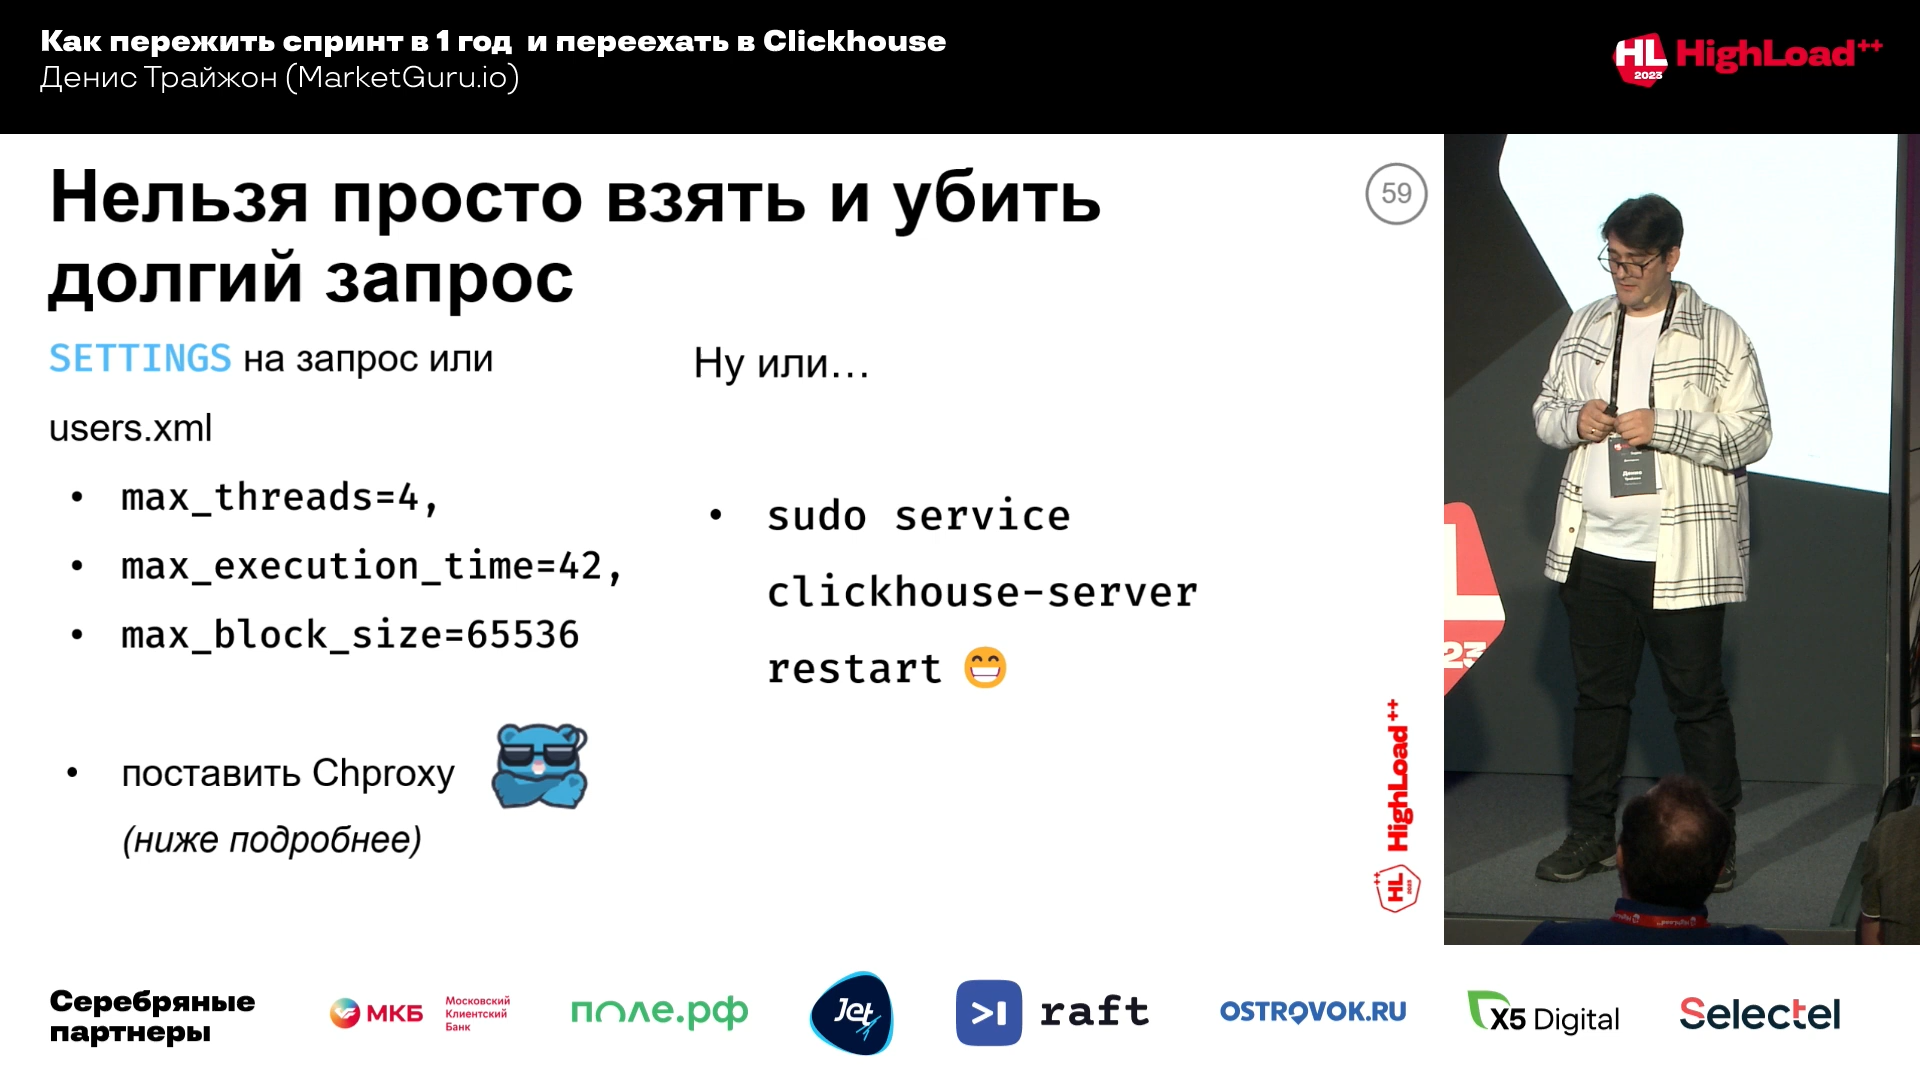 Как пережить спринт в 1 год и переехать в Clickhouse
Денис Трайжон (MarketGuru.io)
HL 2023 HighLoad++
Нельзя просто взять и убить
долгий запрос
59
SETTINGS на запрос или
users.xml
• max_threads=4,
• max_execution_time=42,
• max_block_size=65536
• поставить Chproxy
(ниже подробнее)
Ну или…
• sudo service
clickhouse-server
restart
HighLoad++
HL++ 2023
23
Денис
Серебряные
партнеры
МКБ
Московский
Клиентский
Банк
поле.рф
Jet
raft
OSTROVOK.RU
X5 Digital
Selectel